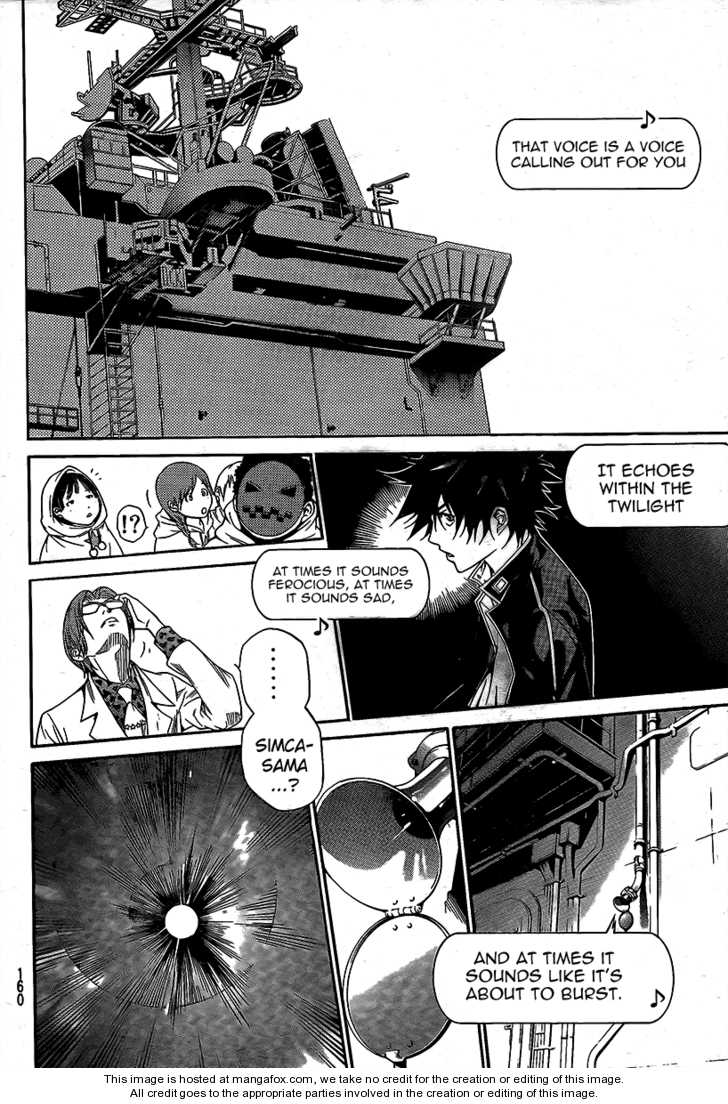 THAT VOICE IS A VOICE
CALLING OUT FOR YOU
IT ECHOES
WITHIN THE
TWILIGHT
!?
AT TIMES IT SOUNDS
FEROCIOUS, AT TIMES
IT SOUNDS SAD,
......
SIMCA-
SAMA
...?
AND AT TIMES IT
SOUNDS LIKE IT'S
ABOUT TO BURST.
160
This image is hosted at mangafox.com, we take no credit for the creation or editing of this image.
All credit goes to the appropriate parties involved in the creation or editing of this image.